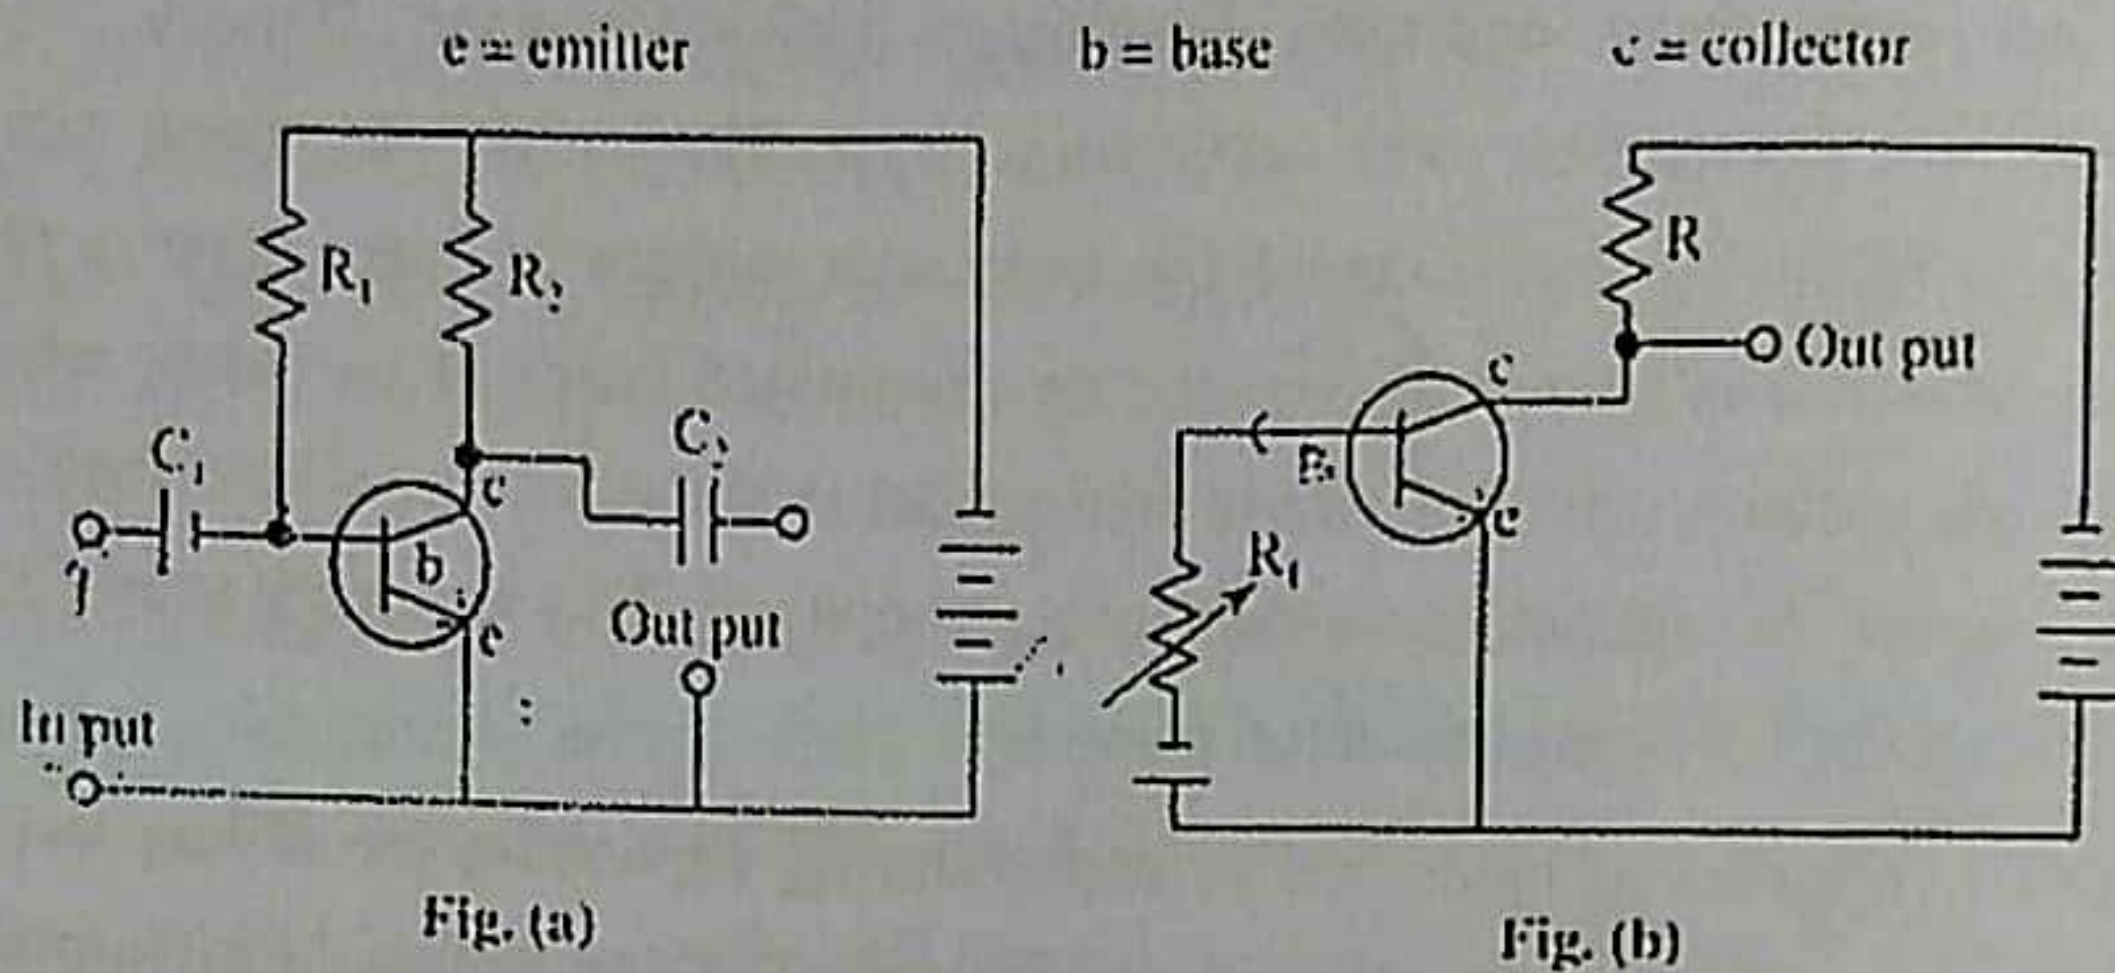 e = emitter b = base c = collector
R₁ R₂
R
Out put
C₁ c C₂ c
b e
R₁
e
Out put
In put
Fig. (a) Fig. (b)